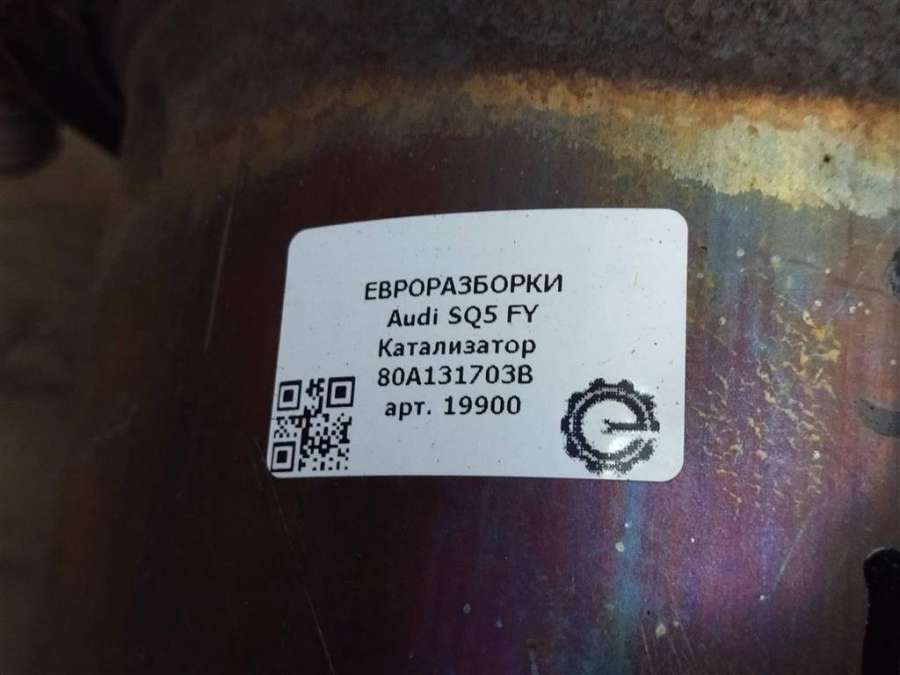 ЕВРОРАЗБОРКИ
Audi SQ5 FY
Катализатор
80A131703B
арт. 19900